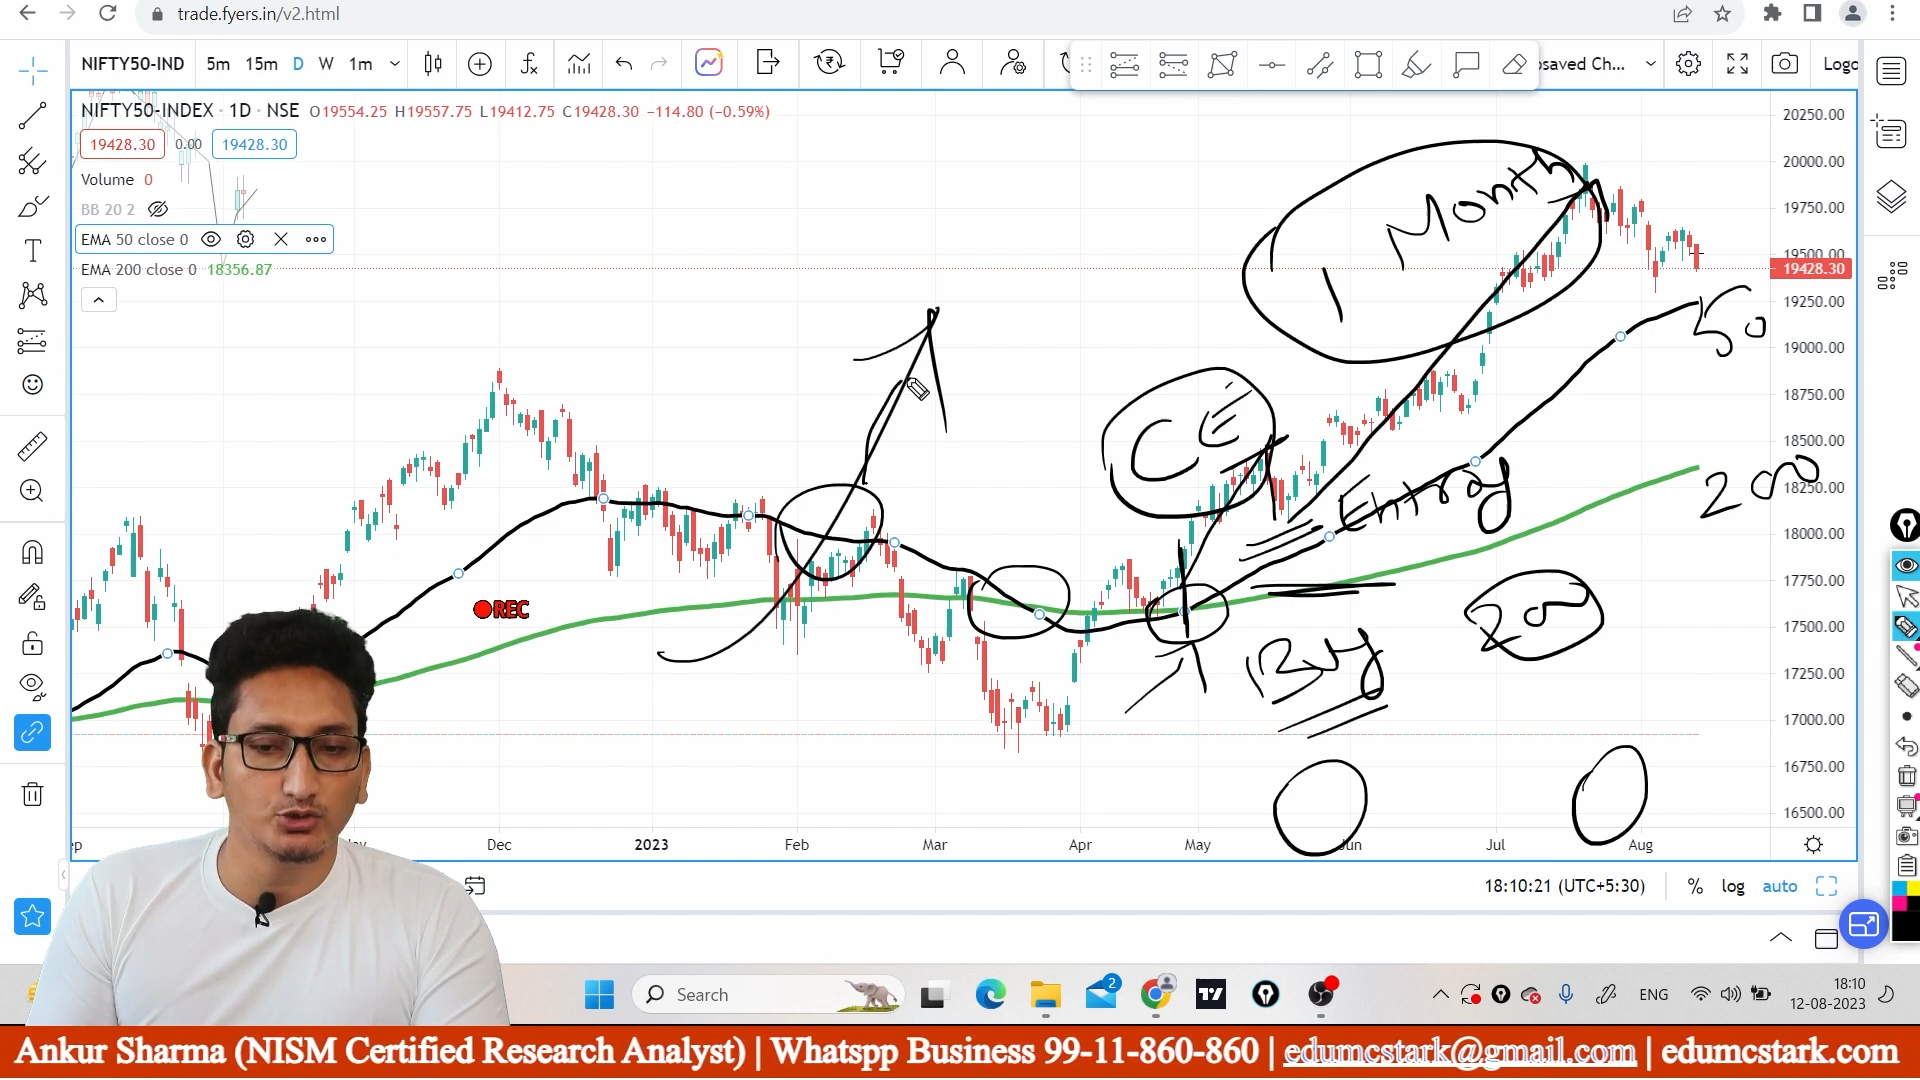 trade.fyers.in/v2.html
NIFTY50-IND 5m 15m D W 1m
saved Ch...
NIFTY50-INDEX · 1D · NSE O19554.25 H19557.75 L19412.75 C19428.30 −114.80 (−0.59%)
19428.30 0.00 19428.30
Volume 0
BB 20 2
EMA 50 close 0
EMA 200 close 0 18356.87
20250.00
20000.00
19750.00
19500.00
19428.30
19250.00
19000.00
18750.00
18500.00
18250.00
18000.00
17750.00
17500.00
17250.00
17000.00
16750.00
16500.00
1 Month
50
CE
Entray
200
200
Buy
REC
Dec 2023 Feb Mar Apr May Jun Jul Aug
18:10:21 (UTC+5:30) % log auto
Search
2
ENG
18:10
12-08-2023
Ankur Sharma (NISM Certified Research Analyst) | Whatspp Business 99-11-860-860 | edumcstark@gmail.com | edumcstark.com